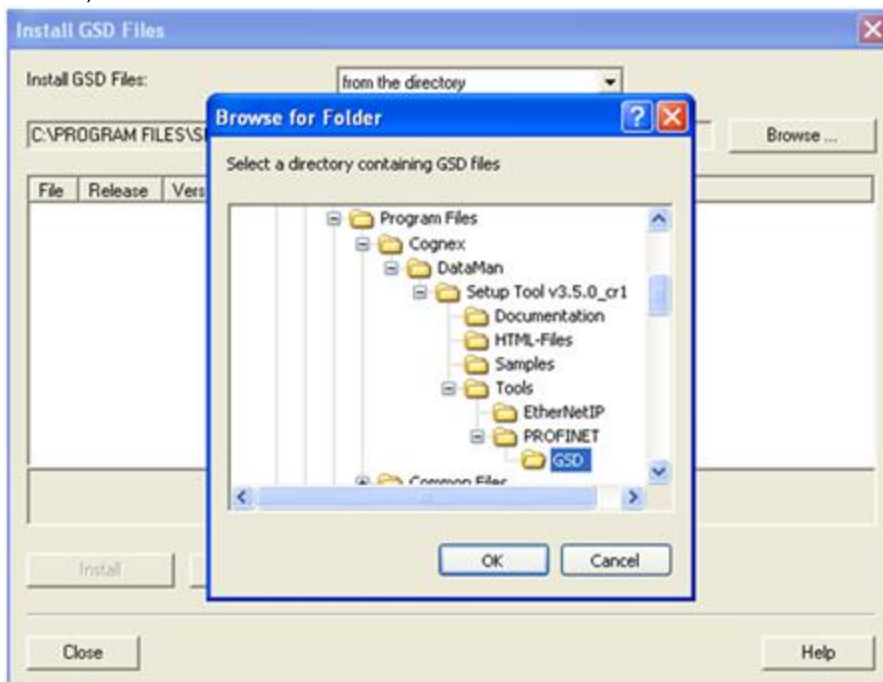 Install GSD Files
Install GSD Files:
from the directory
C:\PROGRAM FILES\SI
Browse ...
File Release Vers
Browse for Folder
Select a directory containing GSD files
Program Files
Cognex
DataMan
Setup Tool v3.5.0_cr1
Documentation
HTML-Files
Samples
Tools
EtherNetIP
PROFINET
GSD
Common Files
OK Cancel
Install
Close
Help